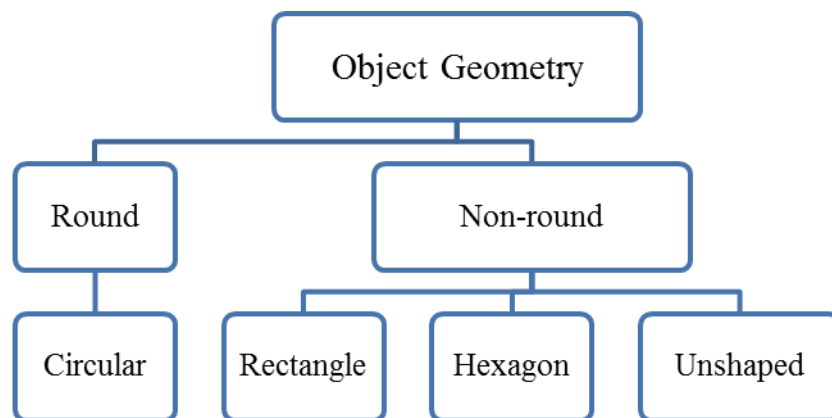 Object Geometry
Round
Non-round
Circular
Rectangle
Hexagon
Unshaped